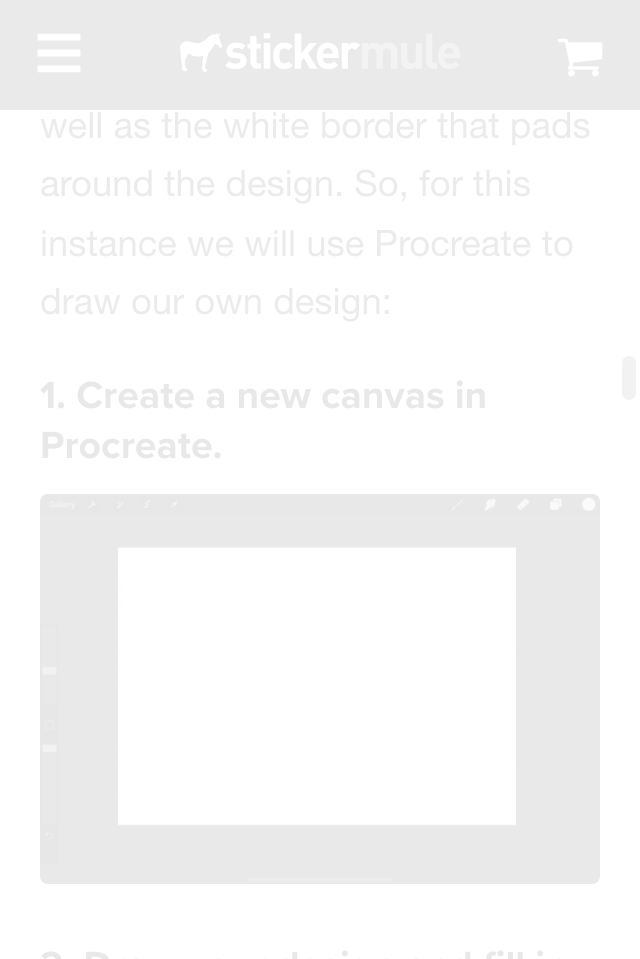 stickermule
well as the white border that pads
around the design. So, for this
instance we will use Procreate to
draw our own design:
1. Create a new canvas in
Procreate.
Gallery